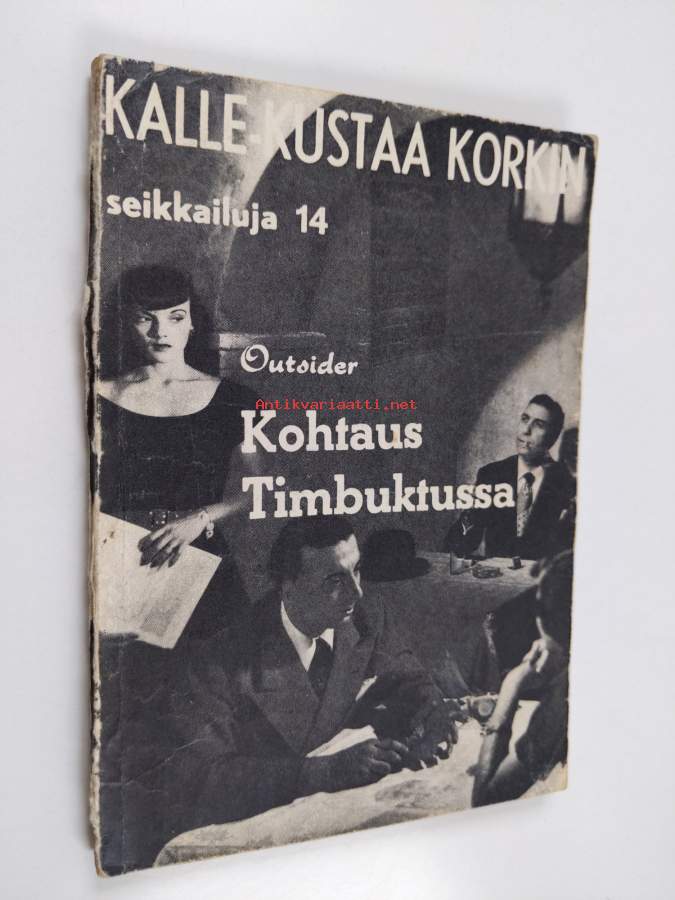 KALLE-KUSTAA KORKIN
seikkailuja 14
Outsider
Antikvariaatti.net
Kohtaus
Timbuktussa